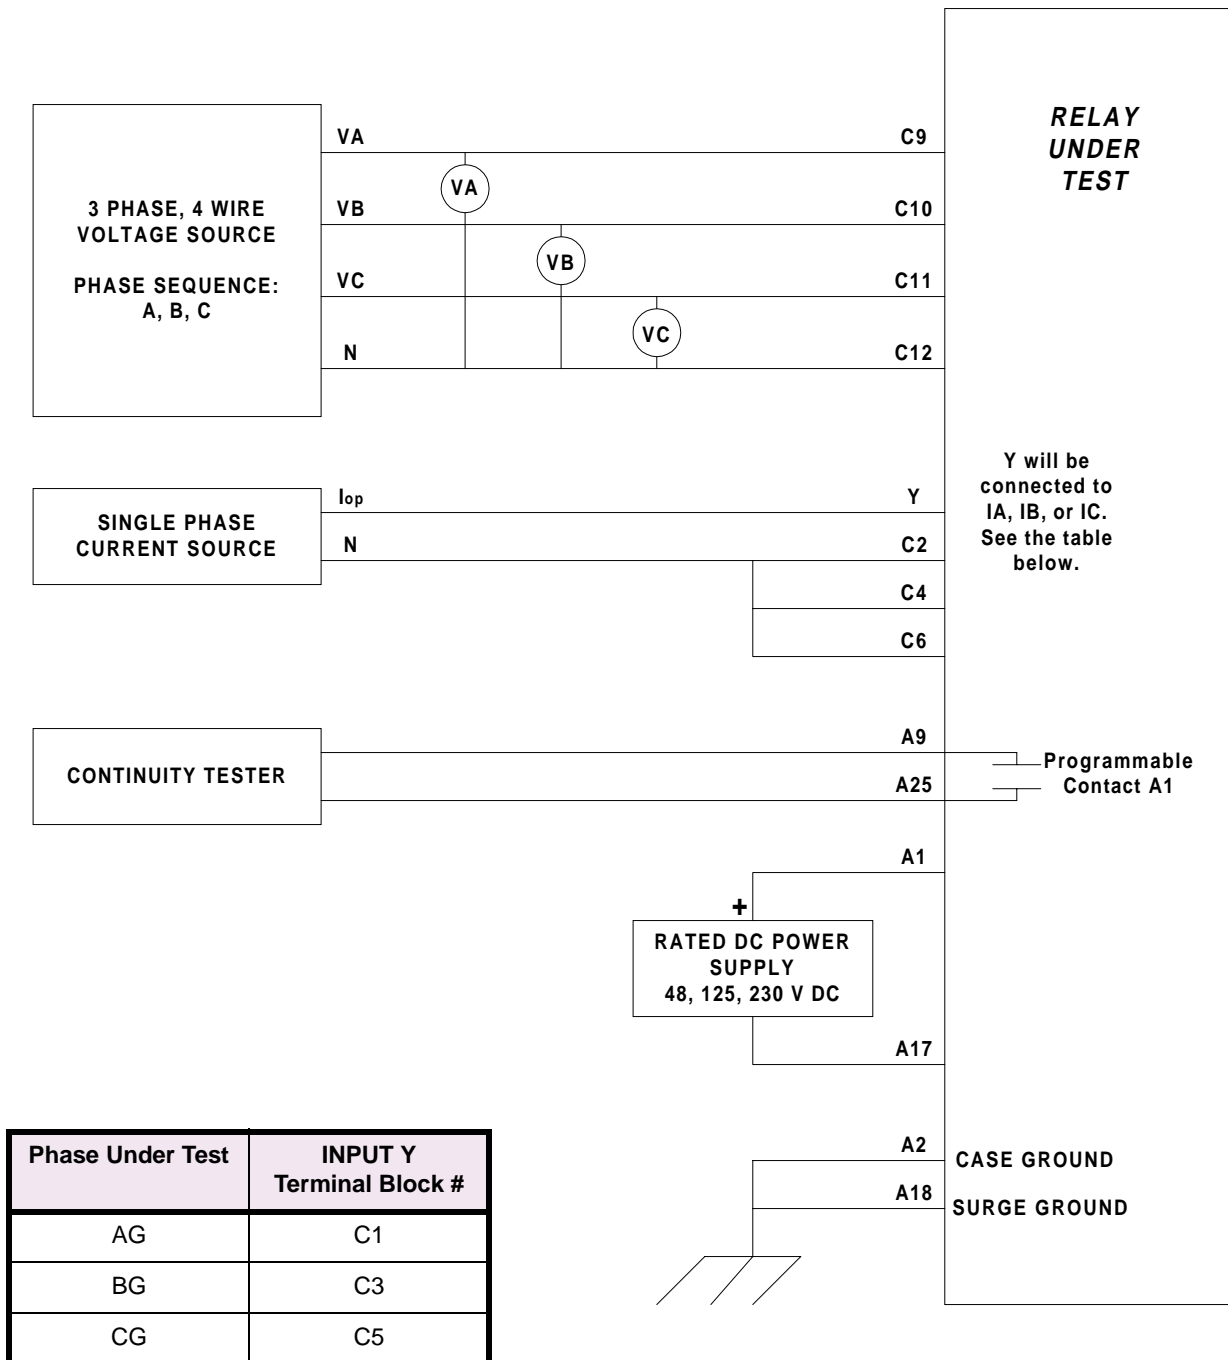 RELAY
UNDER
TEST
3 PHASE, 4 WIRE
VOLTAGE SOURCE
PHASE SEQUENCE:
A, B, C
VA
C9
VA
VB
C10
VB
VC
C11
VC
N
C12
Y will be
connected to
IA, IB, or IC.
See the table
below.
SINGLE PHASE
CURRENT SOURCE
Iop
Y
N
C2
C4
C6
CONTINUITY TESTER
A9
A25
Programmable
Contact A1
A1
+
RATED DC POWER
SUPPLY
48, 125, 230 V DC
A17
A2
CASE GROUND
A18
SURGE GROUND
Phase Under Test
INPUT Y
Terminal Block #
AG
C1
BG
C3
CG
C5